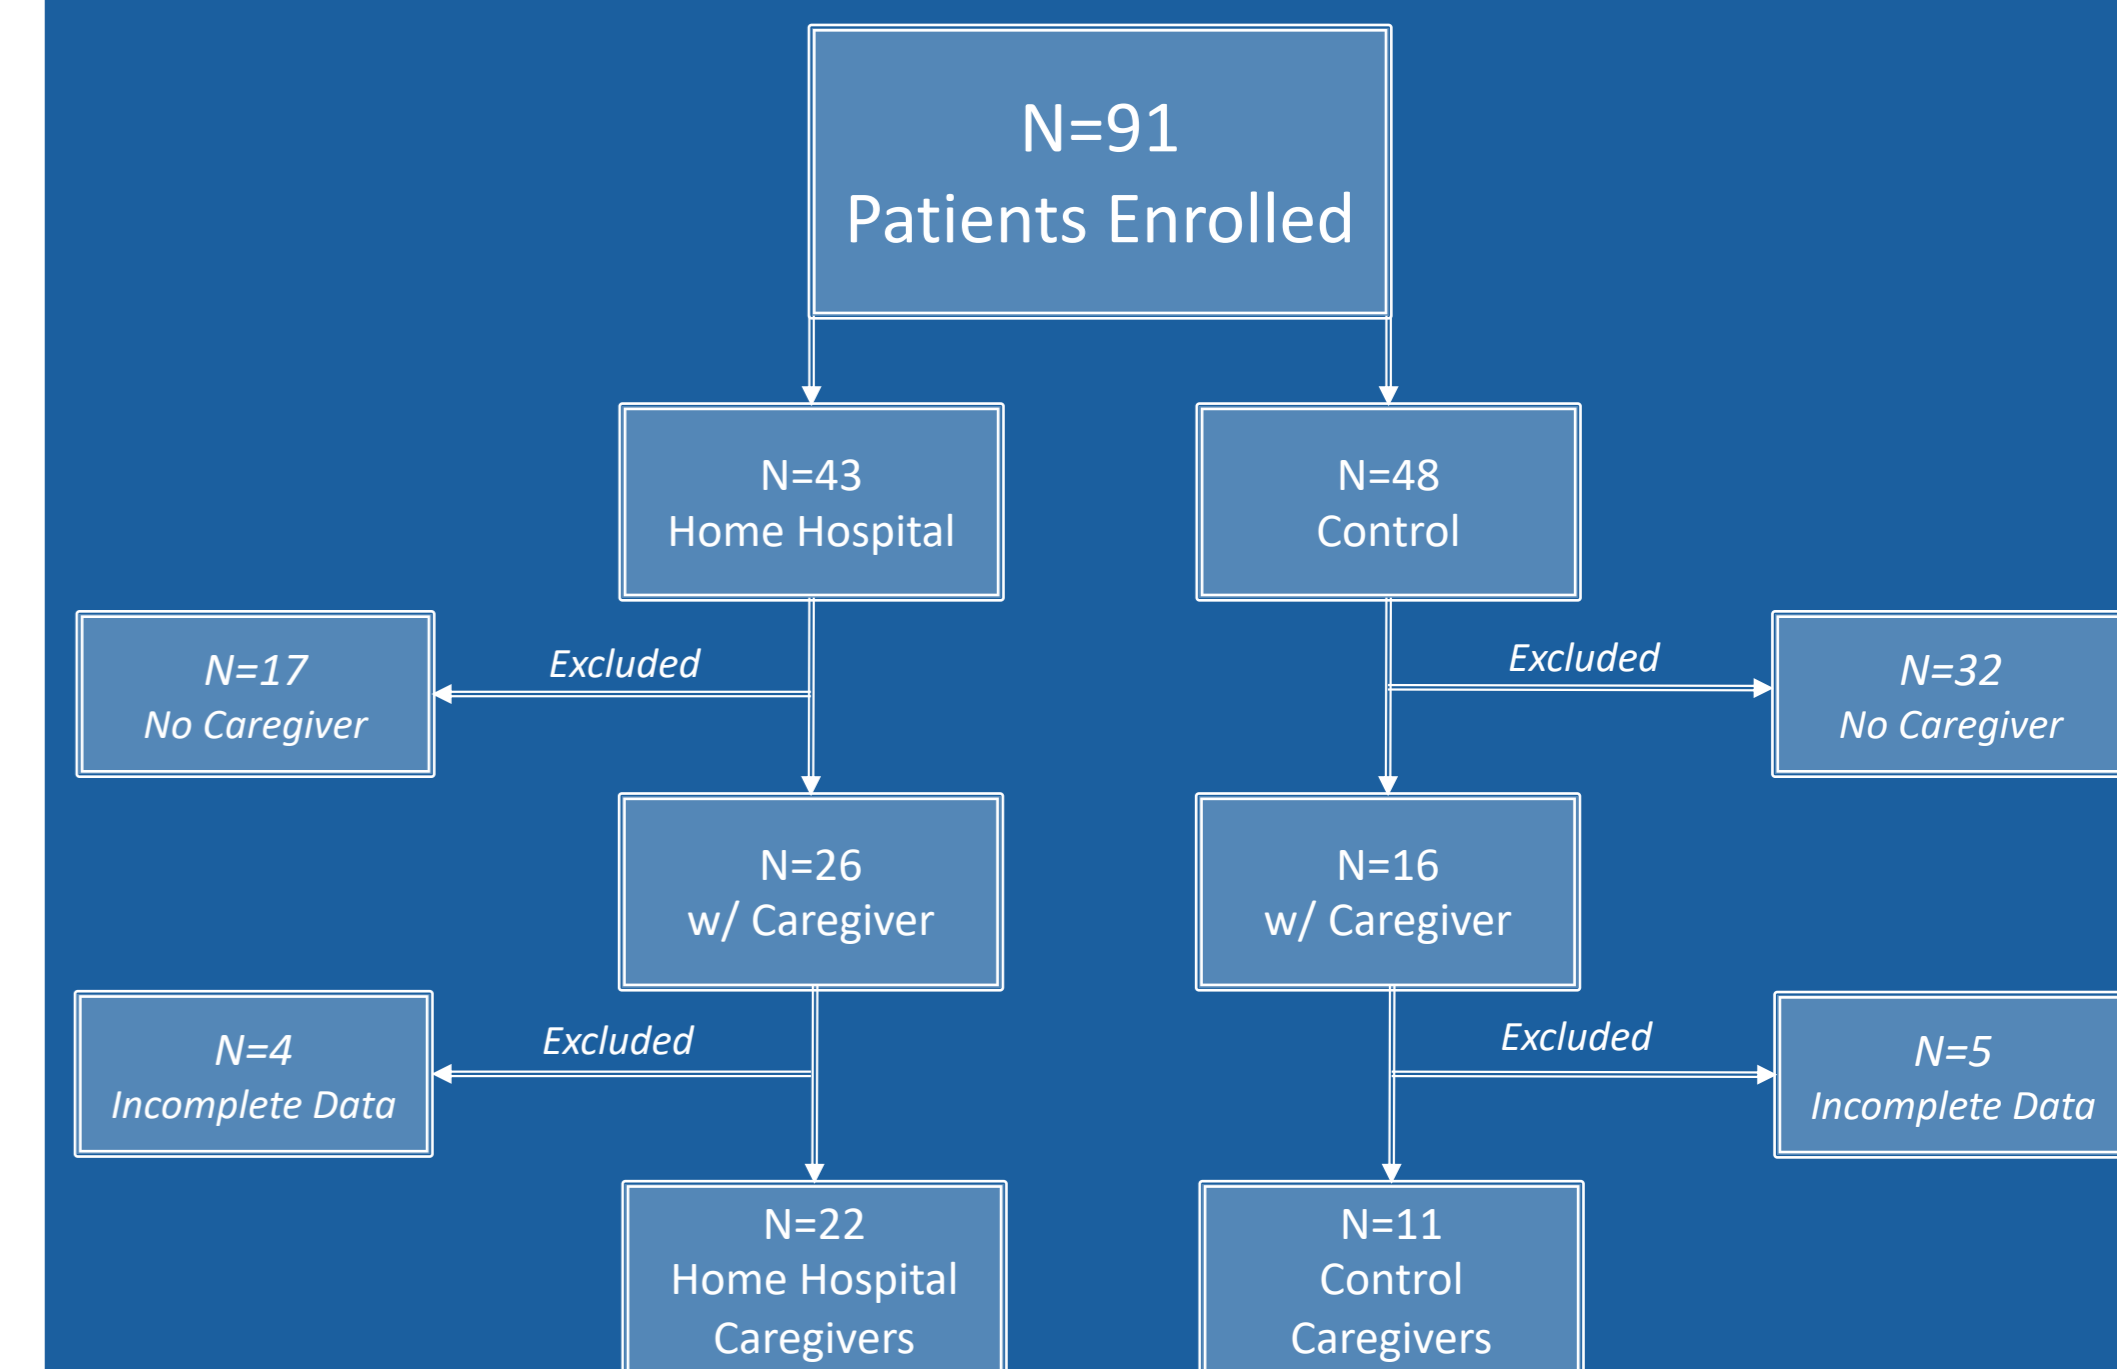 N=91
Patients Enrolled
N=43
Home Hospital
N=48
Control
Excluded
N=17
No Caregiver
Excluded
N=32
No Caregiver
N=26
w/ Caregiver
N=16
w/ Caregiver
Excluded
N=4
Incomplete Data
Excluded
N=5
Incomplete Data
N=22
Home Hospital
Caregivers
N=11
Control
Caregivers